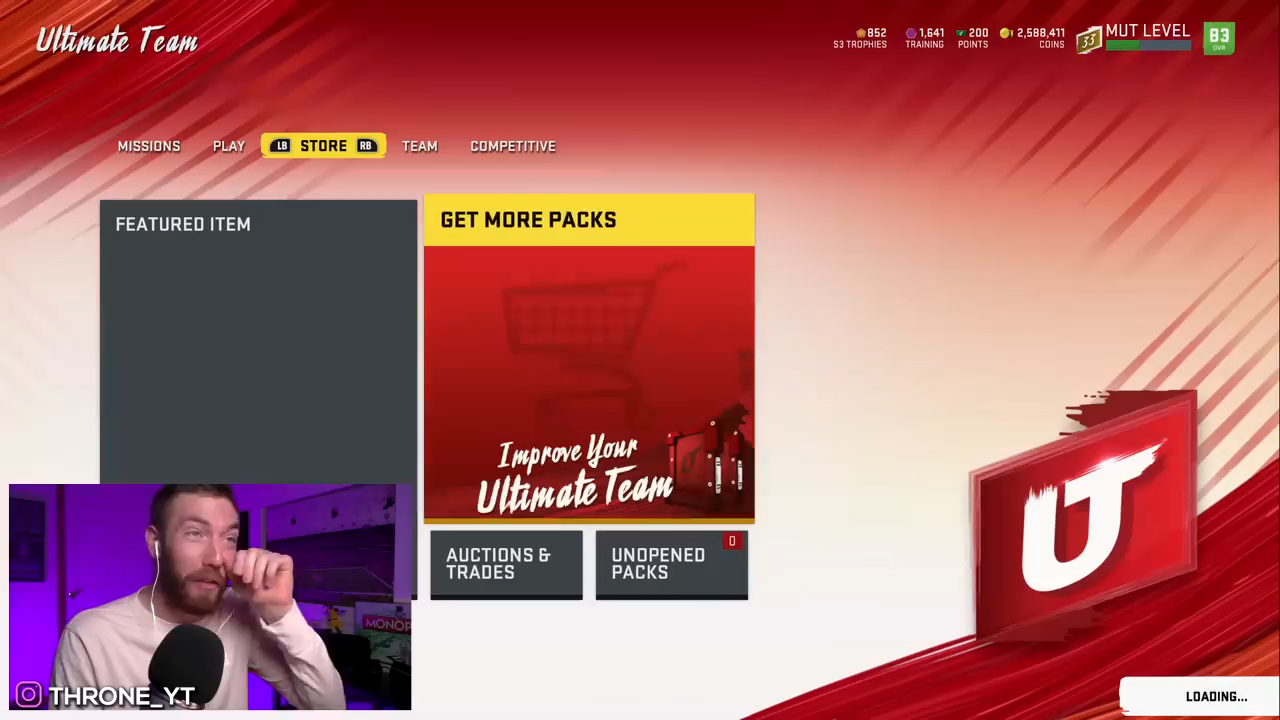 Ultimate Team
852
S3 TROPHIES
1,641
TRAINING
200
POINTS
2,588,411
COINS
33
MUT LEVEL
83
OVR
MISSIONS
PLAY
LB STORE RB
TEAM
COMPETITIVE
FEATURED ITEM
GET MORE PACKS
Improve Your
Ultimate Team
AUCTIONS &
TRADES
UNOPENED
PACKS
0
UT
MONOP
THRONE_YT
LOADING...